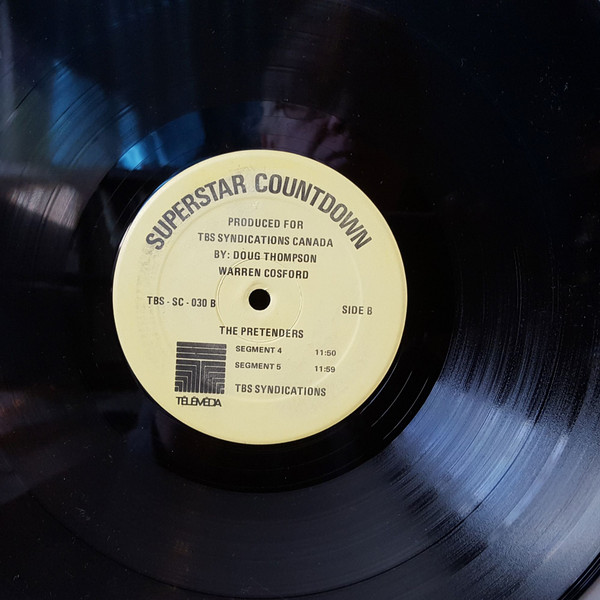 SUPERSTAR COUNTDOWN
PRODUCED FOR
TBS SYNDICATIONS CANADA
BY: DOUG THOMPSON
WARREN COSFORD
TBS - SC - 030 B
SIDE B
THE PRETENDERS
SEGMENT 4 11:50
SEGMENT 5 11:59
TBS SYNDICATIONS
TÉLÉMÉDIA